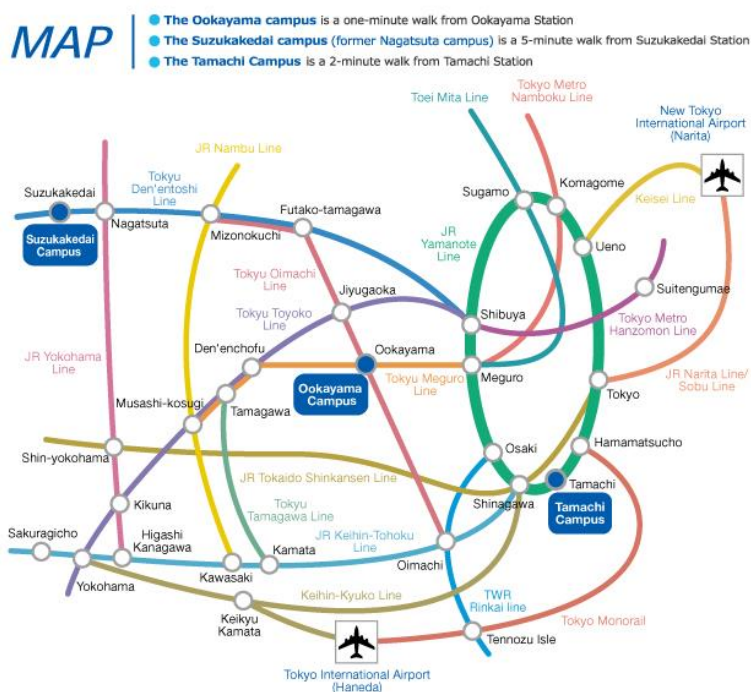 MAP
The Ookayama campus is a one-minute walk from Ookayama Station
The Suzukakedai campus (former Nagatsuta campus) is a 5-minute walk from Suzukakedai Station
The Tamachi Campus is a 2-minute walk from Tamachi Station
Toei Mita Line
Tokyo Metro
Namboku Line
New Tokyo
International Airport
(Narita)
JR Nambu Line
Tokyu
Den'entoshi
Line
Suzukakedai
Nagatsuta
Suzukakedai
Campus
Mizonokuchi
Futako-tamagawa
Sugamo
Komagome
Keisei Line
JR
Yamanote
Line
Ueno
Tokyu Oimachi
Line
Jiyugaoka
Suitengumae
Tokyu Toyoko
Line
Shibuya
Tokyo Metro
Hanzomon Line
Den'enchofu
Ookayama
JR Yokohama
Line
Ookayama
Campus
Tokyu Meguro
Line
Meguro
Tokyo
JR Narita Line/
Sobu Line
Musashi-kosugi
Tamagawa
Shin-yokohama
Osaki
Hamamatsucho
JR Tokaido Shinkansen Line
Shinagawa
Tamachi
Tamachi
Campus
Kikuna
Tokyu
Tamagawa Line
Sakuragicho
Higashi
Kanagawa
JR Keihin-Tohoku
Line
Yokohama
Kawasaki
Kamata
Oimachi
Keihin-Kyuko Line
TWR
Rinkai line
Keikyu
Kamata
Tokyo Monorail
Tennozu Isle
Tokyo International Airport
(Haneda)